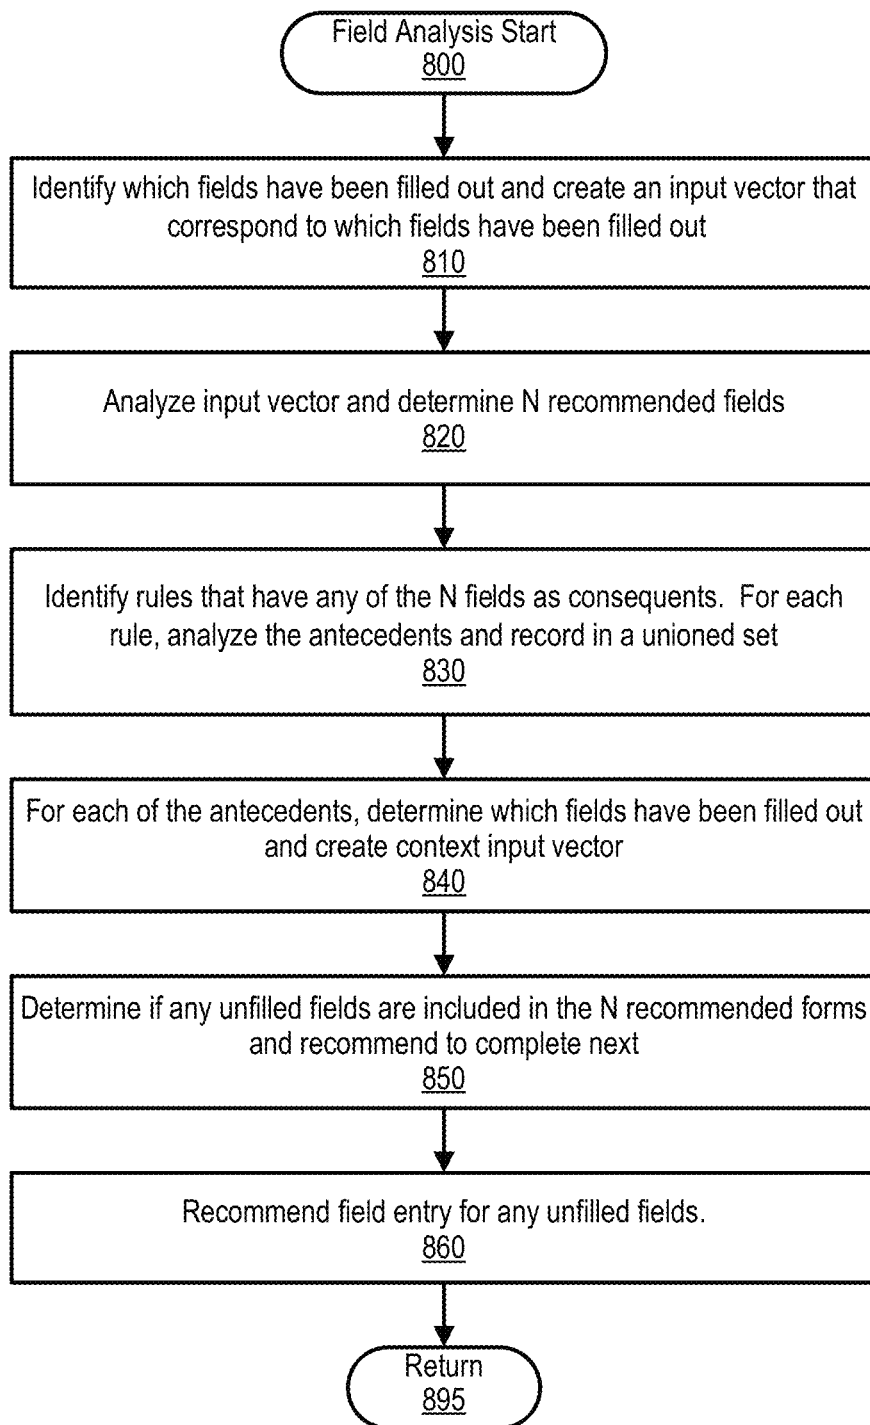 Field Analysis Start
800
Identify which fields have been filled out and create an input vector that
correspond to which fields have been filled out
810
Analyze input vector and determine N recommended fields
820
Identify rules that have any of the N fields as consequents.  For each
rule, analyze the antecedents and record in a unioned set
830
For each of the antecedents, determine which fields have been filled out
and create context input vector
840
Determine if any unfilled fields are included in the N recommended forms
and recommend to complete next
850
Recommend field entry for any unfilled fields.
860
Return
895